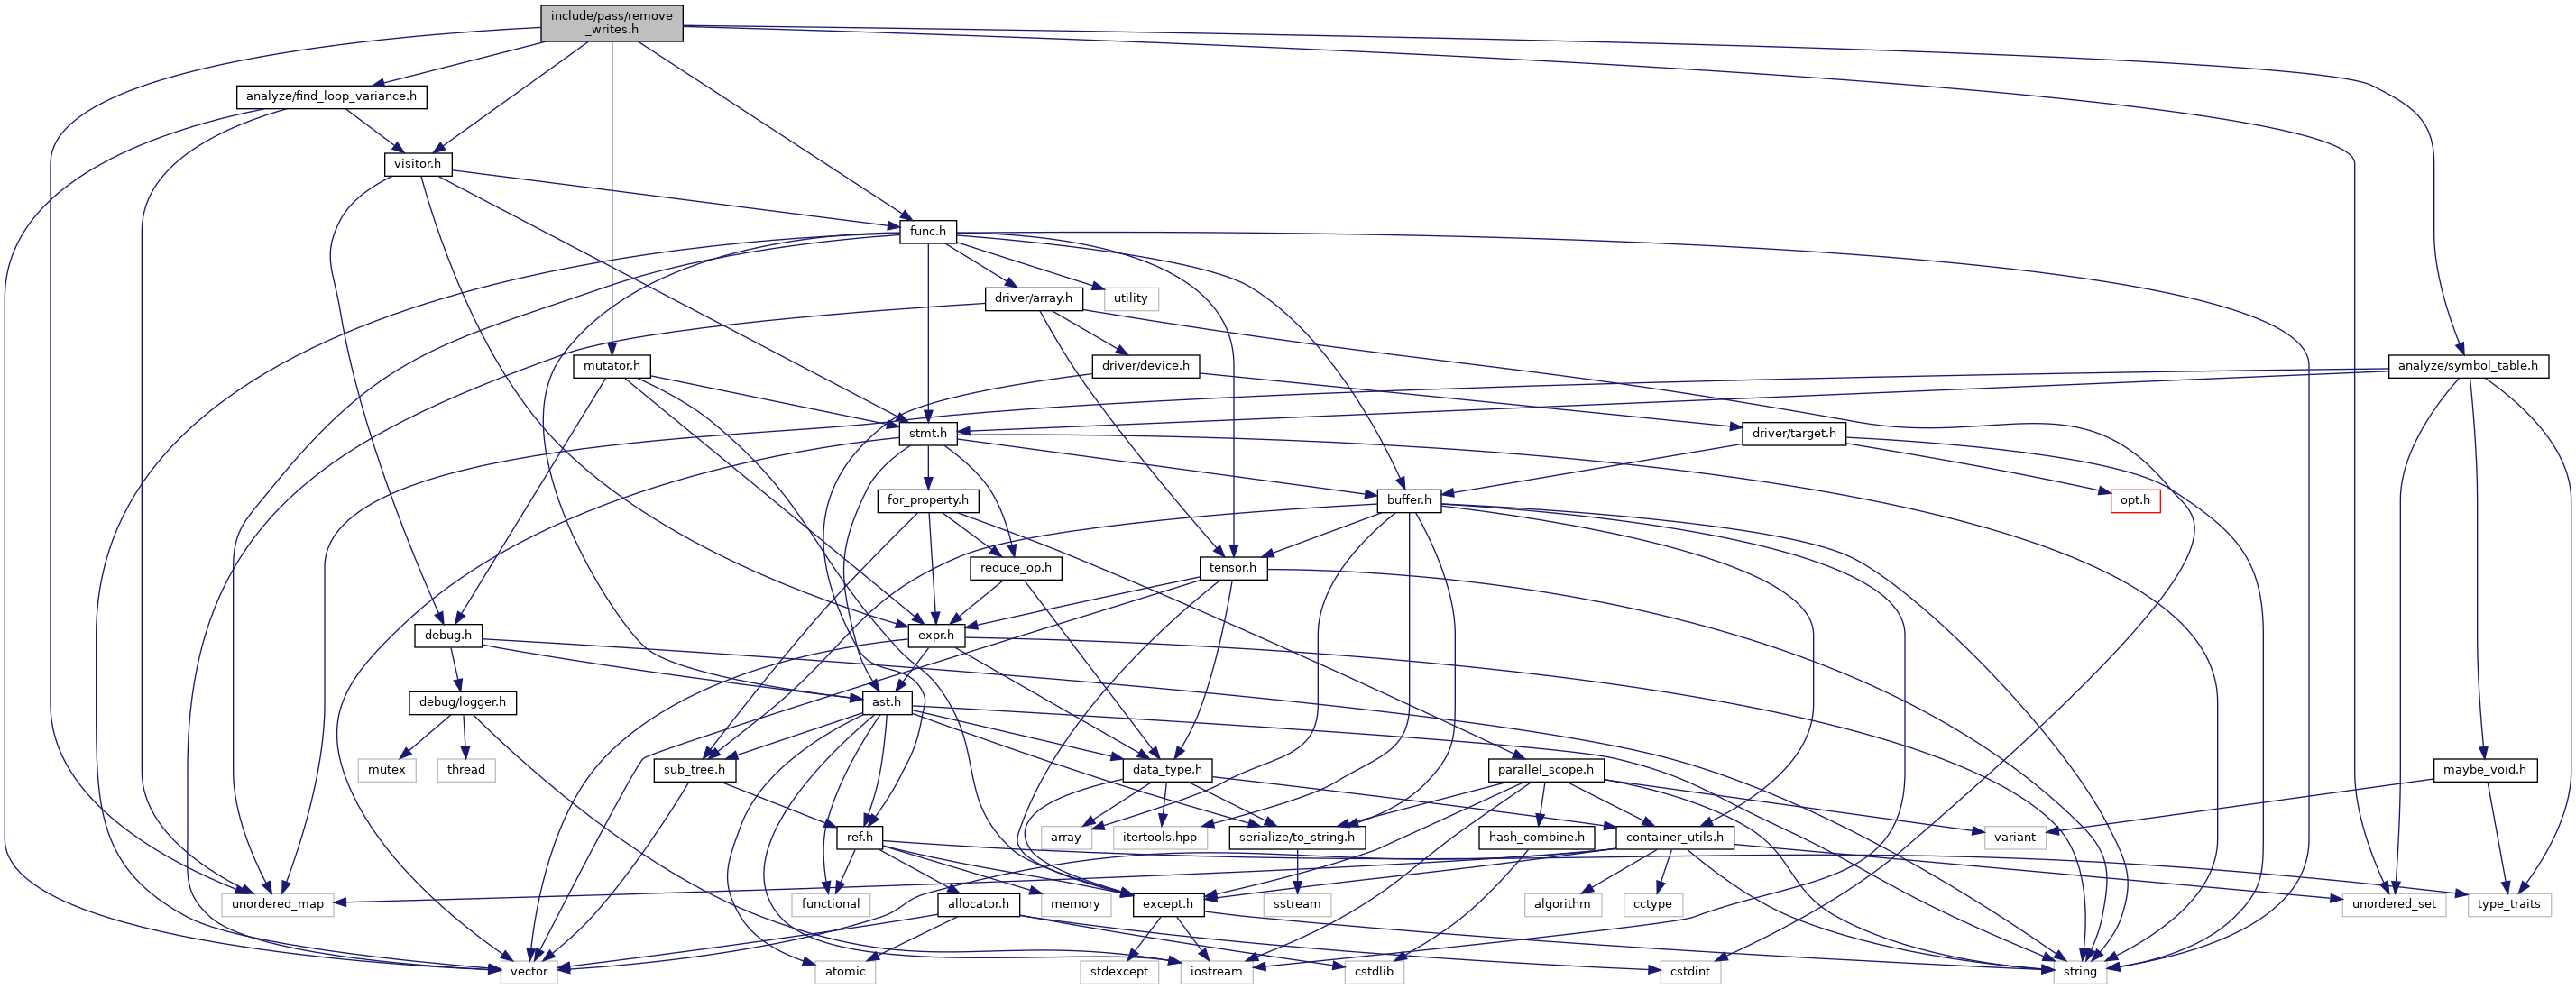 include/pass/remove
_writes.h
analyze/find_loop_variance.h
visitor.h
func.h
driver/array.h
utility
mutator.h
driver/device.h
analyze/symbol_table.h
stmt.h
driver/target.h
for_property.h
buffer.h
opt.h
reduce_op.h
tensor.h
debug.h
expr.h
debug/logger.h
ast.h
mutex
thread
sub_tree.h
data_type.h
parallel_scope.h
maybe_void.h
ref.h
array
itertools.hpp
serialize/to_string.h
hash_combine.h
container_utils.h
variant
unordered_map
functional
allocator.h
memory
except.h
sstream
algorithm
cctype
unordered_set
type_traits
vector
atomic
stdexcept
iostream
cstdlib
cstdint
string